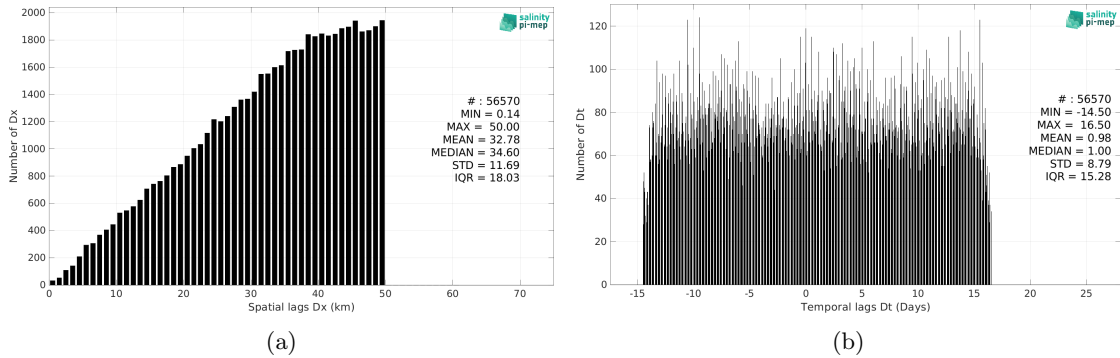 2000
1800
1600
1400
1200
1000
800
600
400
200
0
Number of Dx
0 10 20 30 40 50 60 70
Spatial lags Dx (km)
salinity
pi-mep
# : 56570
MIN = 0.14
MAX = 50.00
MEAN = 32.78
MEDIAN = 34.60
STD = 11.69
IQR = 18.03
(a)
120
100
80
60
40
20
0
Number of Dt
-15 -10 -5 0 5 10 15 20 25
Temporal lags Dt (Days)
salinity
pi-mep
# : 56570
MIN = -14.50
MAX = 16.50
MEAN = 0.98
MEDIAN = 1.00
STD = 8.79
IQR = 15.28
(b)